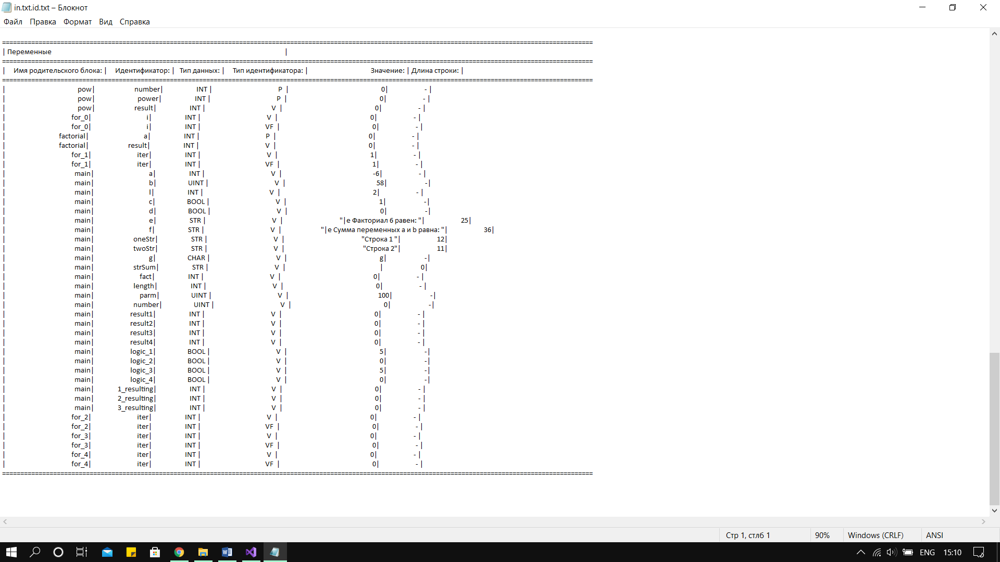 in.txt.id.txt – Блокнот
Файл Правка Формат Вид Справка
| Переменные |
| Имя родительского блока: | Идентификатор: | Тип данных: | Тип идентификатора: | Значение: | Длина строки: |
| pow| number| INT | P | 0| - |
| pow| power| INT | P | 0| - |
| pow| result| INT | V | 0| - |
| for_0| i| INT | V | 0| - |
| for_0| i| INT | VF | 0| - |
| factorial| a| INT | P | 0| - |
| factorial| result| INT | V | 0| - |
| for_1| iter| INT | V | 1| - |
| for_1| iter| INT | VF | 1| - |
| main| a| INT | V | -6| - |
| main| b| UINT | V | 58| -|
| main| l| INT | V | 2| - |
| main| c| BOOL | V | 1| -|
| main| d| BOOL | V | 0| -|
| main| e| STR | V | "|e Факториал 6 равен: "| 25|
| main| f| STR | V | "|e Сумма переменных a и b равна: "| 36|
| main| oneStr| STR | V | "Строка 1 "| 12|
| main| twoStr| STR | V | "Строка 2"| 11|
| main| g| CHAR | V | g| -|
| main| strSum| STR | V | | 0|
| main| fact| INT | V | 0| - |
| main| length| INT | V | 0| - |
| main| parm| UINT | V | 100| -|
| main| number| UINT | V | 0| -|
| main| result1| INT | V | 0| - |
| main| result2| INT | V | 0| - |
| main| result3| INT | V | 0| - |
| main| result4| INT | V | 0| - |
| main| logic_1| BOOL | V | 5| -|
| main| logic_2| BOOL | V | 0| -|
| main| logic_3| BOOL | V | 5| -|
| main| logic_4| BOOL | V | 0| -|
| main| 1_resulting| INT | V | 0| - |
| main| 2_resulting| INT | V | 0| - |
| main| 3_resulting| INT | V | 0| - |
| for_2| iter| INT | V | 0| - |
| for_2| iter| INT | VF | 0| - |
| for_3| iter| INT | V | 0| - |
| for_3| iter| INT | VF | 0| - |
| for_4| iter| INT | V | 0| - |
| for_4| iter| INT | VF | 0| - |
Стр 1, стлб 1 90% Windows (CRLF) ANSI
ENG 15:10